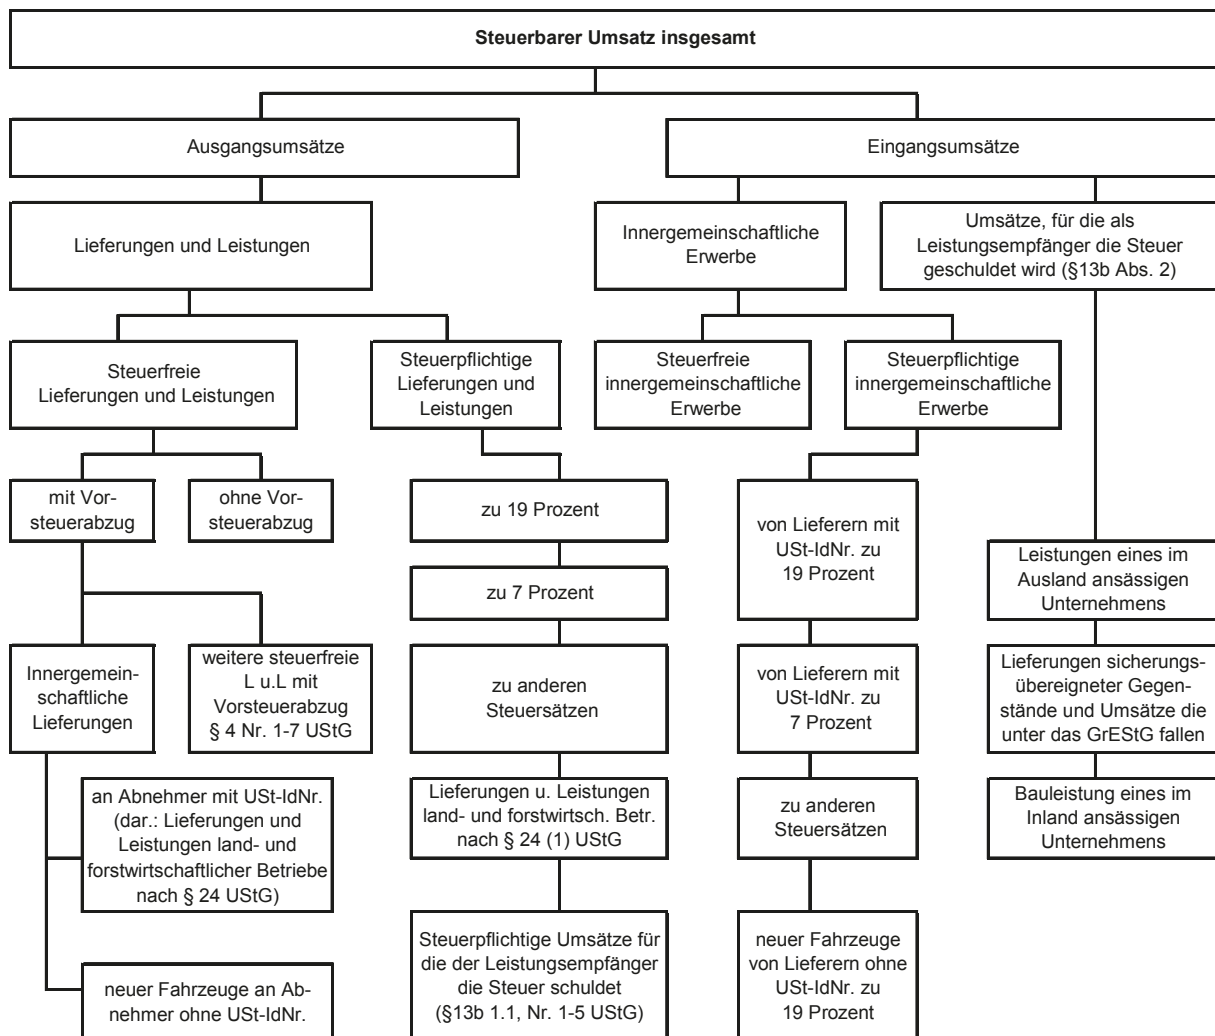 Steuerbarer Umsatz insgesamt
Ausgangsumsätze
Eingangsumsätze
Lieferungen und Leistungen
Innergemeinschaftliche
Erwerbe
Umsätze, für die als
Leistungsempfänger die Steuer
geschuldet wird (§13b Abs. 2)
Steuerfreie
Lieferungen und Leistungen
Steuerpflichtige
Lieferungen und
Leistungen
Steuerfreie
innergemeinschaftliche
Erwerbe
Steuerpflichtige
innergemeinschaftliche
Erwerbe
mit Vor-
steuerabzug
ohne Vor-
steuerabzug
zu 19 Prozent
von Lieferern mit
USt-IdNr. zu
19 Prozent
Leistungen eines im
Ausland ansässigen
Unternehmens
zu 7 Prozent
Innergemein-
schaftliche
Lieferungen
weitere steuerfreie
L u.L mit
Vorsteuerabzug
§ 4 Nr. 1-7 UStG
zu anderen
Steuersätzen
von Lieferern mit
USt-IdNr. zu
7 Prozent
Lieferungen sicherungs-
übereigneter Gegen-
stände und Umsätze die
unter das GrEStG fallen
an Abnehmer mit USt-IdNr.
(dar.: Lieferungen und
Leistungen land- und
forstwirtschaftlicher Betriebe
nach § 24 UStG)
Lieferungen u. Leistungen
land- und forstwirtsch. Betr.
nach § 24 (1) UStG
zu anderen
Steuersätzen
Bauleistung eines im
Inland ansässigen
Unternehmens
neuer Fahrzeuge an Ab-
nehmer ohne USt-IdNr.
Steuerpflichtige Umsätze für
die der Leistungsempfänger
die Steuer schuldet
(§13b 1.1, Nr. 1-5 UStG)
neuer Fahrzeuge
von Lieferern ohne
USt-IdNr. zu
19 Prozent